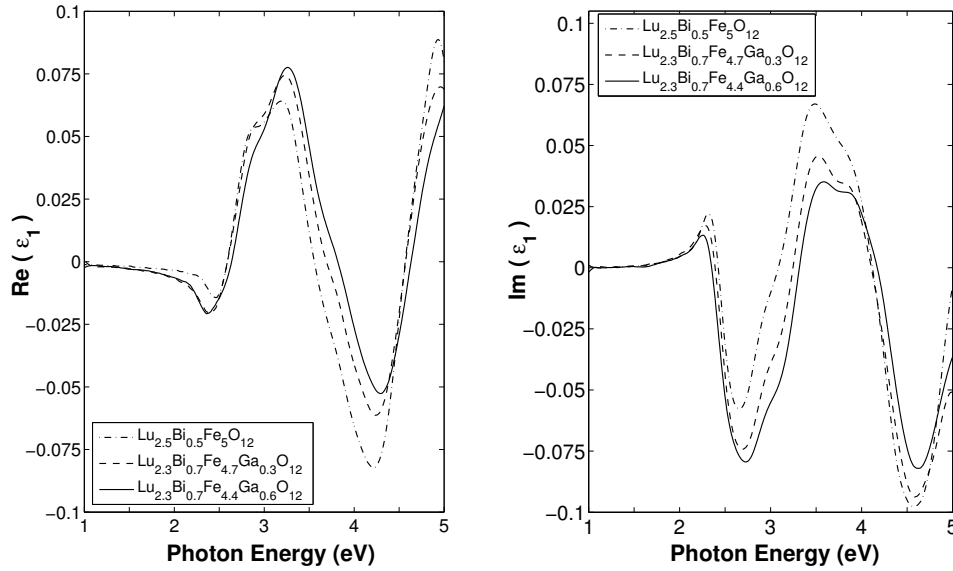 0.1
0.075
0.05
0.025
0
−0.025
−0.05
−0.075
−0.1
Re ( ε₁ )
Lu₂.₅Bi₀.₅Fe₅O₁₂
Lu₂.₃Bi₀.₇Fe₄.₇Ga₀.₃O₁₂
Lu₂.₃Bi₀.₇Fe₄.₄Ga₀.₆O₁₂
1 2 3 4 5
Photon Energy (eV)
0.1
0.075
0.05
0.025
0
−0.025
−0.05
−0.075
−0.1
Im ( ε₁ )
Lu₂.₅Bi₀.₅Fe₅O₁₂
Lu₂.₃Bi₀.₇Fe₄.₇Ga₀.₃O₁₂
Lu₂.₃Bi₀.₇Fe₄.₄Ga₀.₆O₁₂
1 2 3 4 5
Photon Energy (eV)